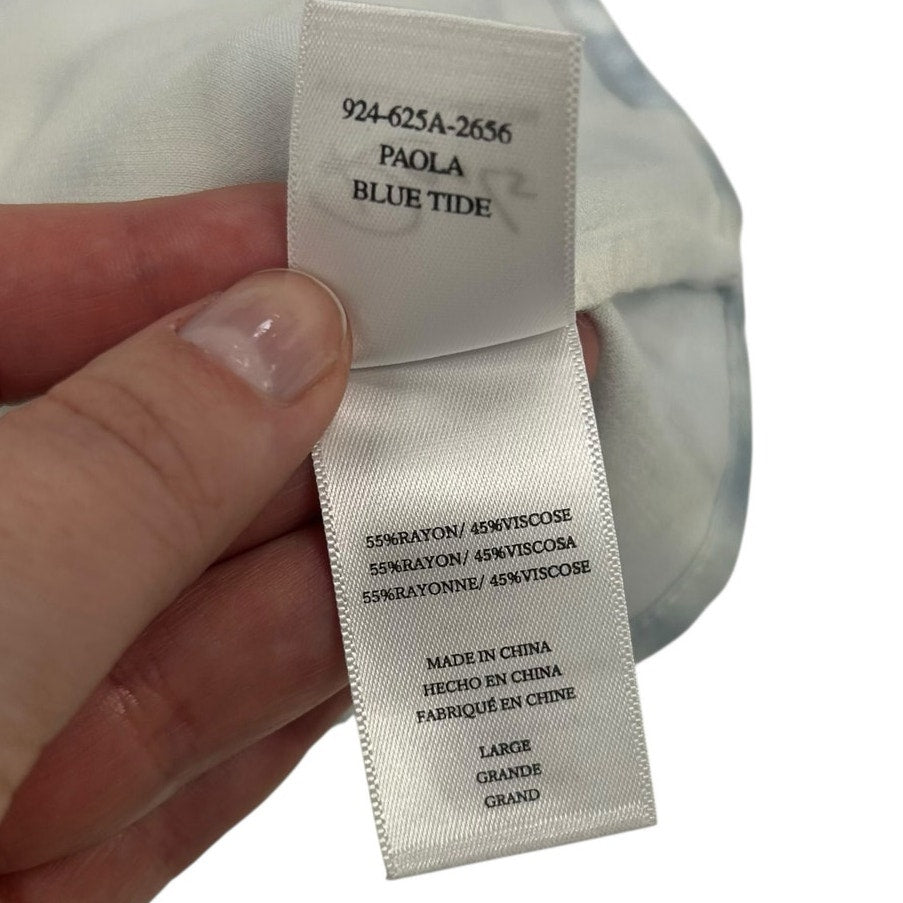 924-625A-2656
PAOLA
BLUE TIDE
55%RAYON/ 45%VISCOSE
55%RAYON/ 45%VISCOSA
55%RAYONNE/ 45%VISCOSE
MADE IN CHINA
HECHO EN CHINA
FABRIQUÉ EN CHINE
LARGE
GRANDE
GRAND